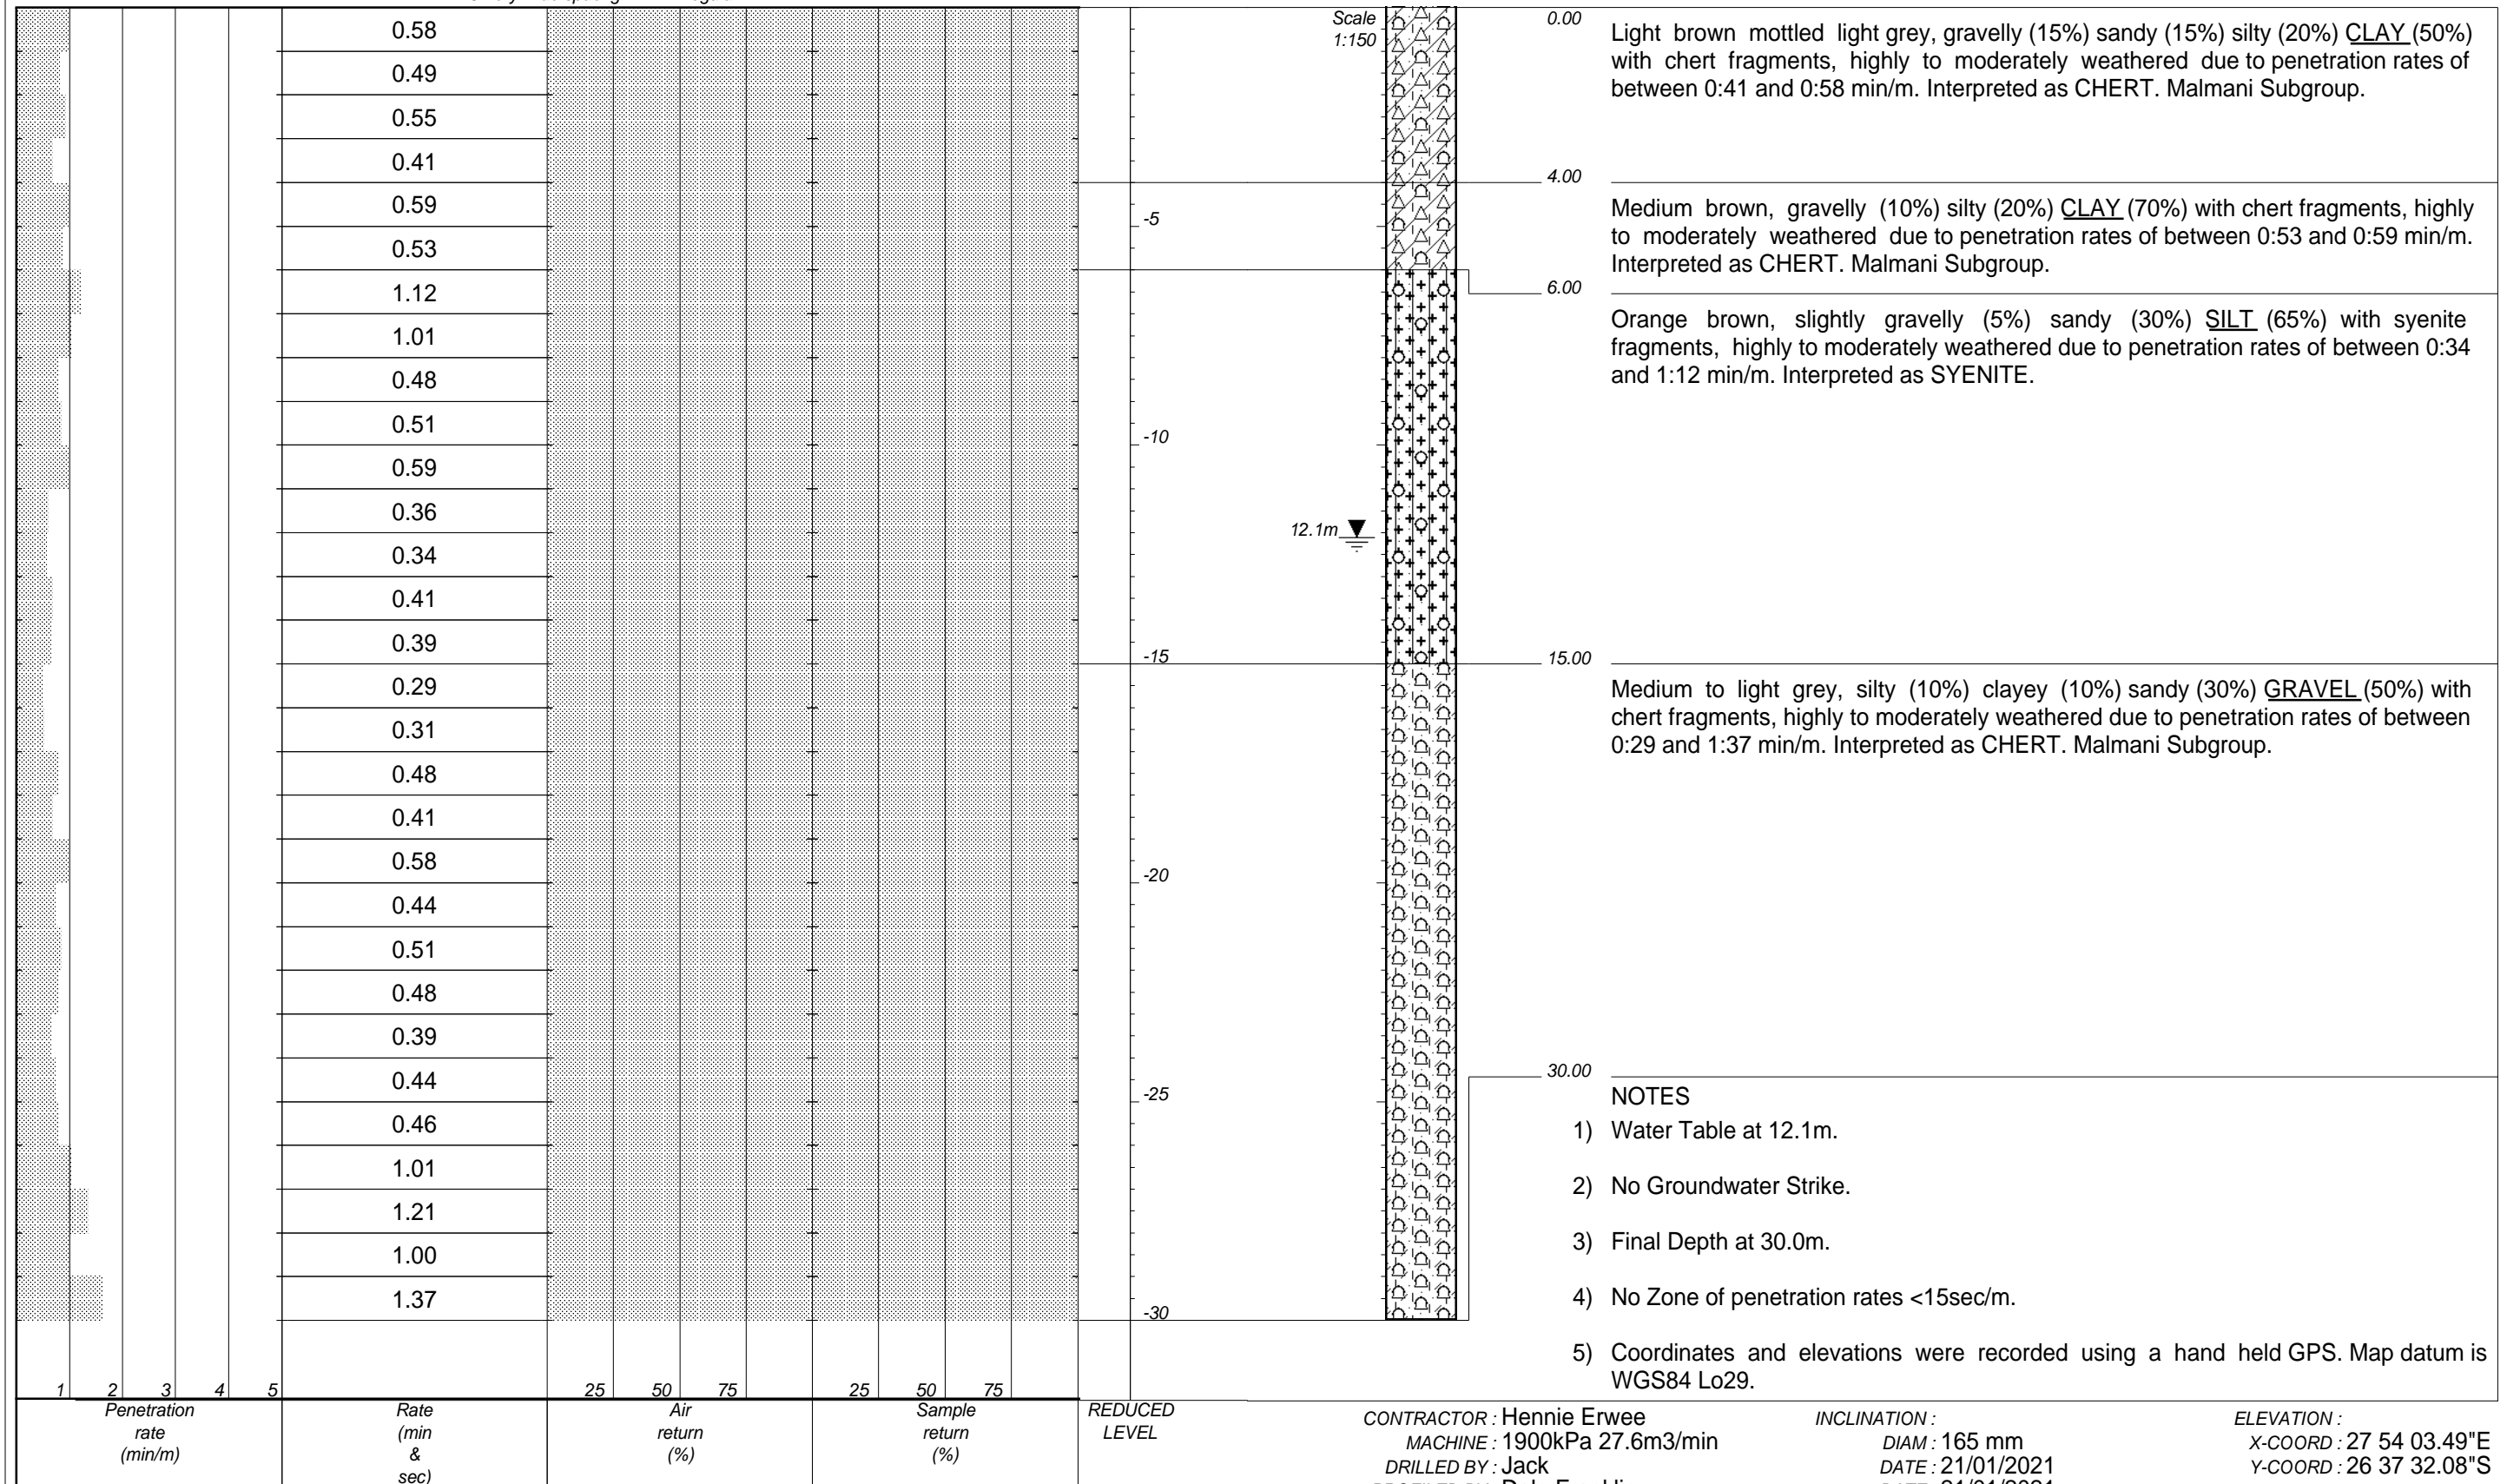 0.58
0.49
0.55
0.41
0.59
0.53
1.12
1.01
0.48
0.51
0.59
0.36
0.34
0.41
0.39
0.29
0.31
0.48
0.41
0.58
0.44
0.51
0.48
0.39
0.44
0.46
1.01
1.21
1.00
1.37
1 2 3 4 5
25 50 75
25 50 75
Penetration
rate
(min/m)
Rate
(min
&
sec)
Air
return
(%)
Sample
return
(%)
REDUCED
LEVEL
-5
-10
-15
-20
-25
-30
Scale
1:150
12.1m
0.00
Light brown mottled light grey, gravelly (15%) sandy (15%) silty (20%) CLAY (50%)
with chert fragments, highly to moderately weathered due to penetration rates of
between 0:41 and 0:58 min/m. Interpreted as CHERT. Malmani Subgroup.
4.00
Medium brown, gravelly (10%) silty (20%) CLAY (70%) with chert fragments, highly
to moderately weathered due to penetration rates of between 0:53 and 0:59 min/m.
Interpreted as CHERT. Malmani Subgroup.
6.00
Orange brown, slightly gravelly (5%) sandy (30%) SILT (65%) with syenite
fragments, highly to moderately weathered due to penetration rates of between 0:34
and 1:12 min/m. Interpreted as SYENITE.
15.00
Medium to light grey, silty (10%) clayey (10%) sandy (30%) GRAVEL (50%) with
chert fragments, highly to moderately weathered due to penetration rates of between
0:29 and 1:37 min/m. Interpreted as CHERT. Malmani Subgroup.
30.00
NOTES
1) Water Table at 12.1m.
2) No Groundwater Strike.
3) Final Depth at 30.0m.
4) No Zone of penetration rates <15sec/m.
5) Coordinates and elevations were recorded using a hand held GPS. Map datum is
WGS84 Lo29.
CONTRACTOR : Hennie Erwee
MACHINE : 1900kPa 27.6m3/min
DRILLED BY : Jack
INCLINATION :
DIAM : 165 mm
DATE : 21/01/2021
DATE : 21/01/2021
ELEVATION :
X-COORD : 27 54 03.49"E
Y-COORD : 26 37 32.08"S